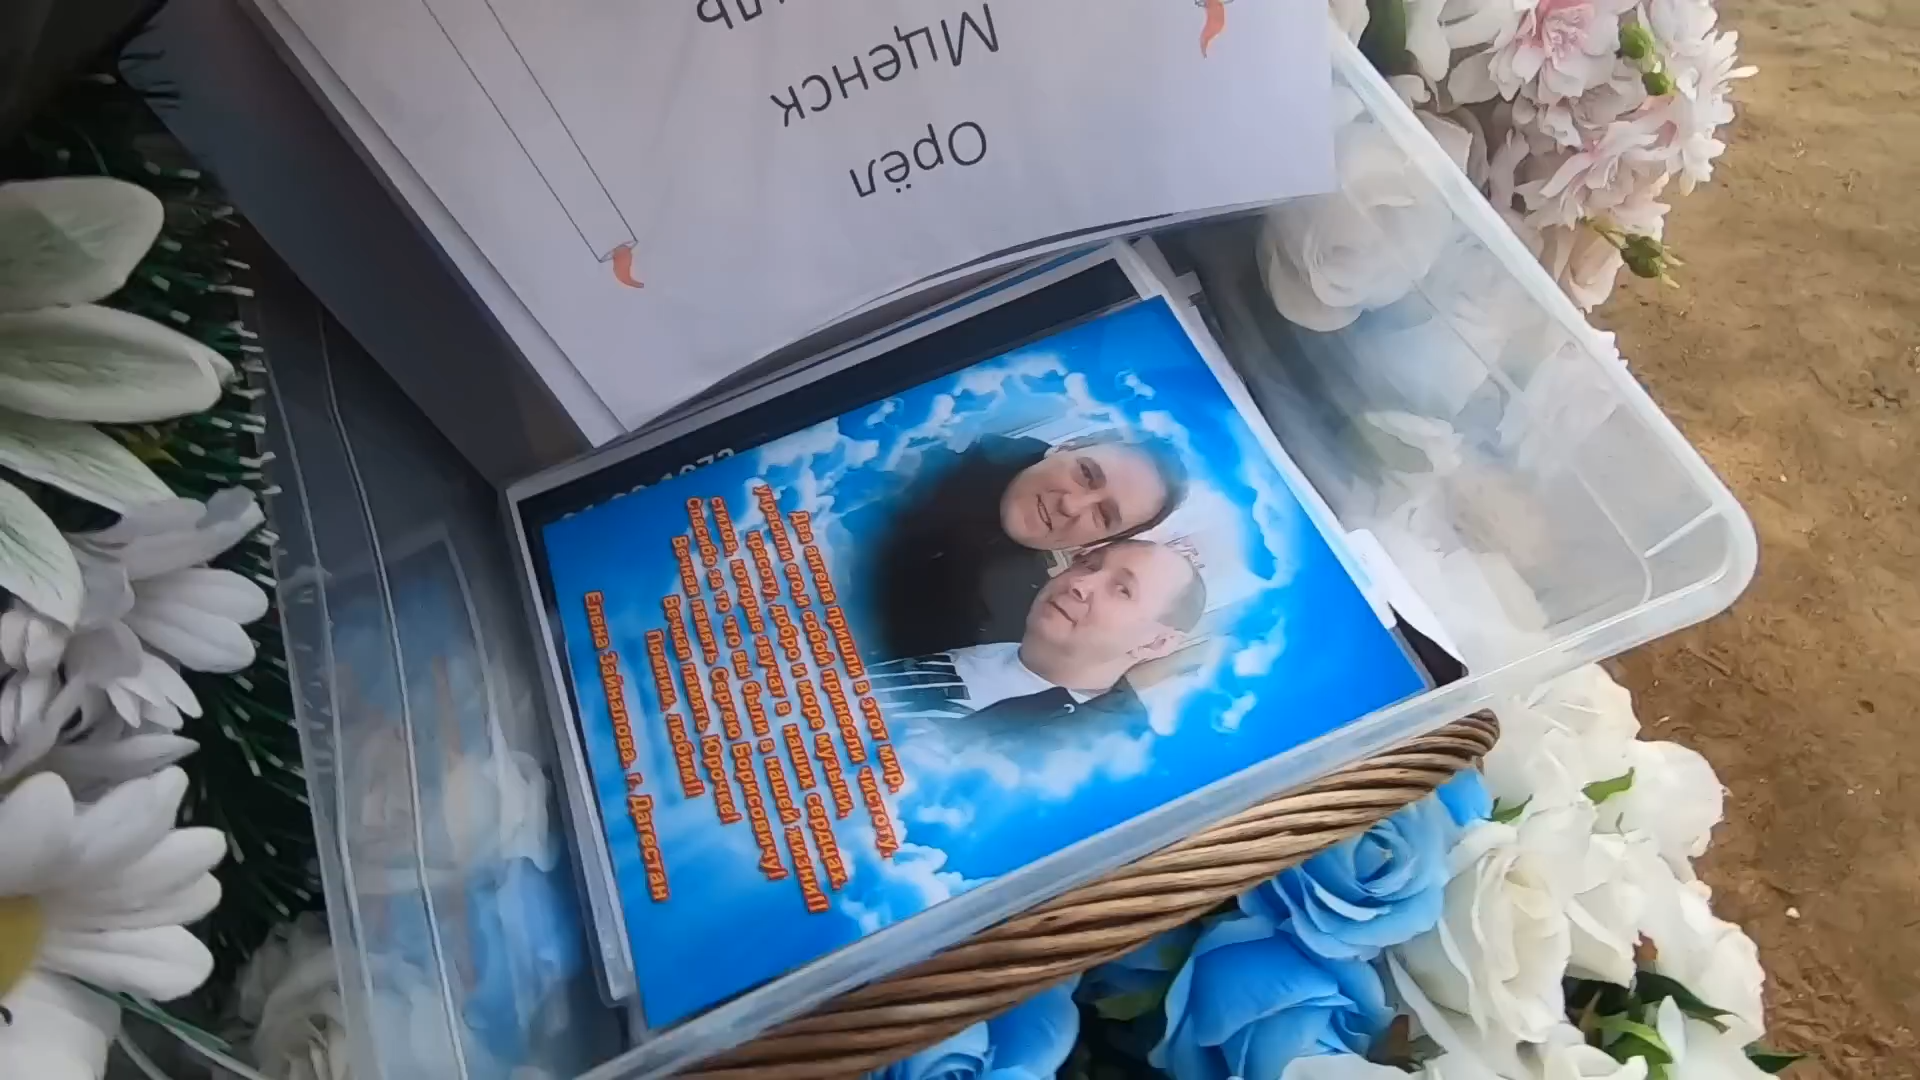 Орёл
Мценск
Два ангела пришли в этот мир,
украсили его и собой принесли чистоту,
красоту, добро и море музыки,
стихов, которые звучат в наших сердцах.
Спасибо за то что вы были в нашей жизни!!
Вечная память Сергею Борисовичу!
Вечная память Юрочке!
Помним, любим!!
Елена Зайналова. г. Дагестан